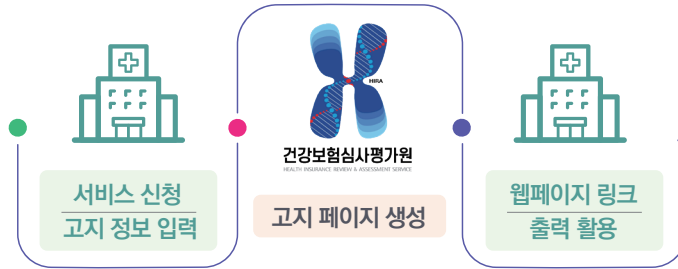 HIRA
건강보험심사평가원
HEALTH INSURANCE REVIEW & ASSESSMENT SERVICE
서비스 신청
고지 정보 입력
고지 페이지 생성
웹페이지 링크
출력 활용